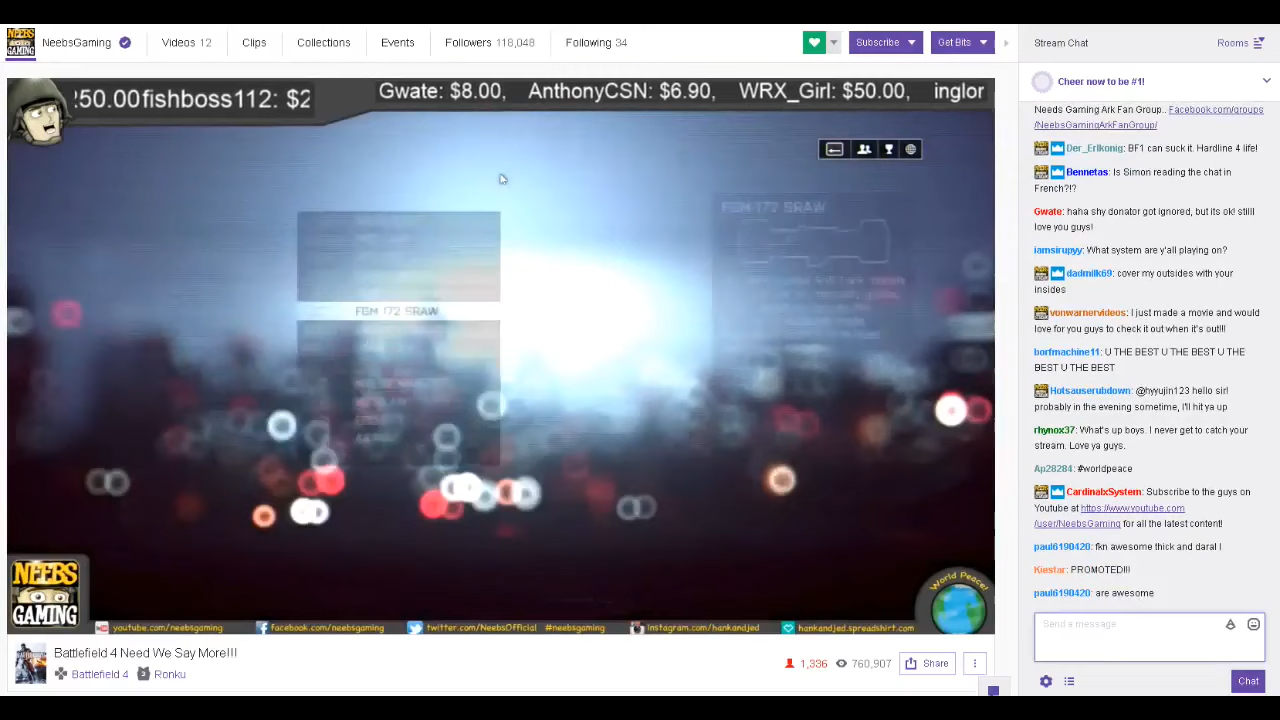 NeebsGaming
Videos 12
Clips
Collections
Events
Followers 118,048
Following 34
Subscribe
Get Bits
Stream Chat
Rooms
250.00fishboss112: $2
Gwate: $8.00, AnthonyCSN: $6.90, WRX_Girl: $50.00, inglor
FGM 172 SRAW
FGM 172 SRAW
NEEBS
GAMING
World Peace!
youtube.com/neebsgaming
facebook.com/neebsgaming
twitter.com/NeebsOfficial #neebsgaming
instagram.com/hankandjed
hankandjed.spreadshirt.com
Battlefield 4 Need We Say More!!!
Battlefield 4
Ronku
1,336
760,907
Share
Cheer now to be #1!
Needs Gaming Ark Fan Group.. Facebook.com/groups
/NeebsGamingArkFanGroup/
Der_Erlkonig: BF1 can suck it. Hardline 4 life!
Bennetas: Is Simon reading the chat in
French?!?
Gwate: haha shy donator got ignored, but its ok! stilll
love you guys!
iamsirupyy: What system are y'all playing on?
dadmilk69: cover my outsides with your
insides
vonwarnervideos: I just made a movie and would
love for you guys to check it out when it's out!!!
borfmachine11: U THE BEST U THE BEST U THE
BEST U THE BEST
Hotsauserubdown: @hyyujin123 hello sir!
probably in the evening sometime, I'll hit ya up
rhynox37: What's up boys. I never get to catch your
stream. Love ya guys.
Ap28284: #worldpeace
CardinalxSystem: Subscribe to the guys on
Youtube at https://www.youtube.com
/user/NeebsGaming for all the latest content!
paul6190420: fkn awesome thick and daral l
Kiestar: PROMOTED!!!
paul6190420: are awesome
Send a message
Chat